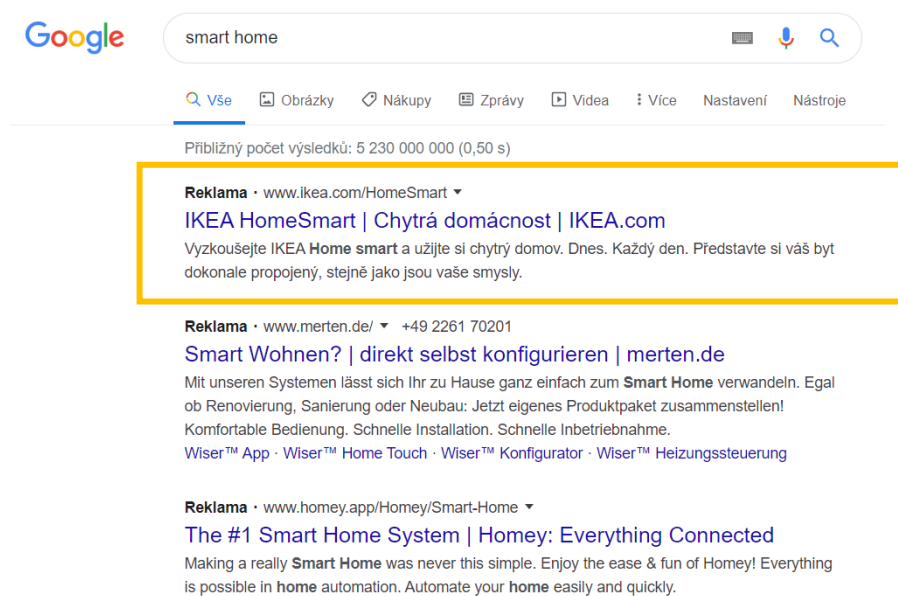 Google
smart home
Vše Obrázky Nákupy Zprávy Videa Více Nastavení Nástroje
Přibližný počet výsledků: 5 230 000 000 (0,50 s)
Reklama · www.ikea.com/HomeSmart
IKEA HomeSmart | Chytrá domácnost | IKEA.com
Vyzkoušejte IKEA Home smart a užijte si chytrý domov. Dnes. Každý den. Představte si váš byt
dokonale propojený, stejně jako jsou vaše smysly.
Reklama · www.merten.de/ +49 2261 70201
Smart Wohnen? | direkt selbst konfigurieren | merten.de
Mit unseren Systemen lässt sich Ihr zu Hause ganz einfach zum Smart Home verwandeln. Egal
ob Renovierung, Sanierung oder Neubau: Jetzt eigenes Produktpaket zusammenstellen!
Komfortable Bedienung. Schnelle Installation. Schnelle Inbetriebnahme.
Wiser™ App · Wiser™ Home Touch · Wiser™ Konfigurator · Wiser™ Heizungssteuerung
Reklama · www.homey.app/Homey/Smart-Home
The #1 Smart Home System | Homey: Everything Connected
Making a really Smart Home was never this simple. Enjoy the ease & fun of Homey! Everything
is possible in home automation. Automate your home easily and quickly.